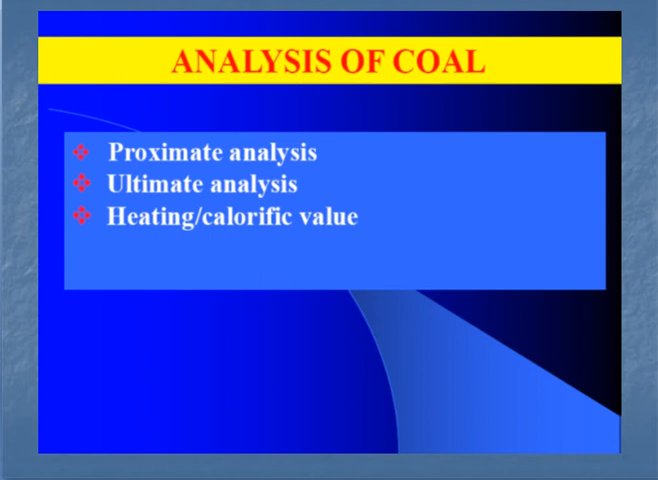 ANALYSIS OF COAL
Proximate analysis
Ultimate analysis
Heating/calorific value